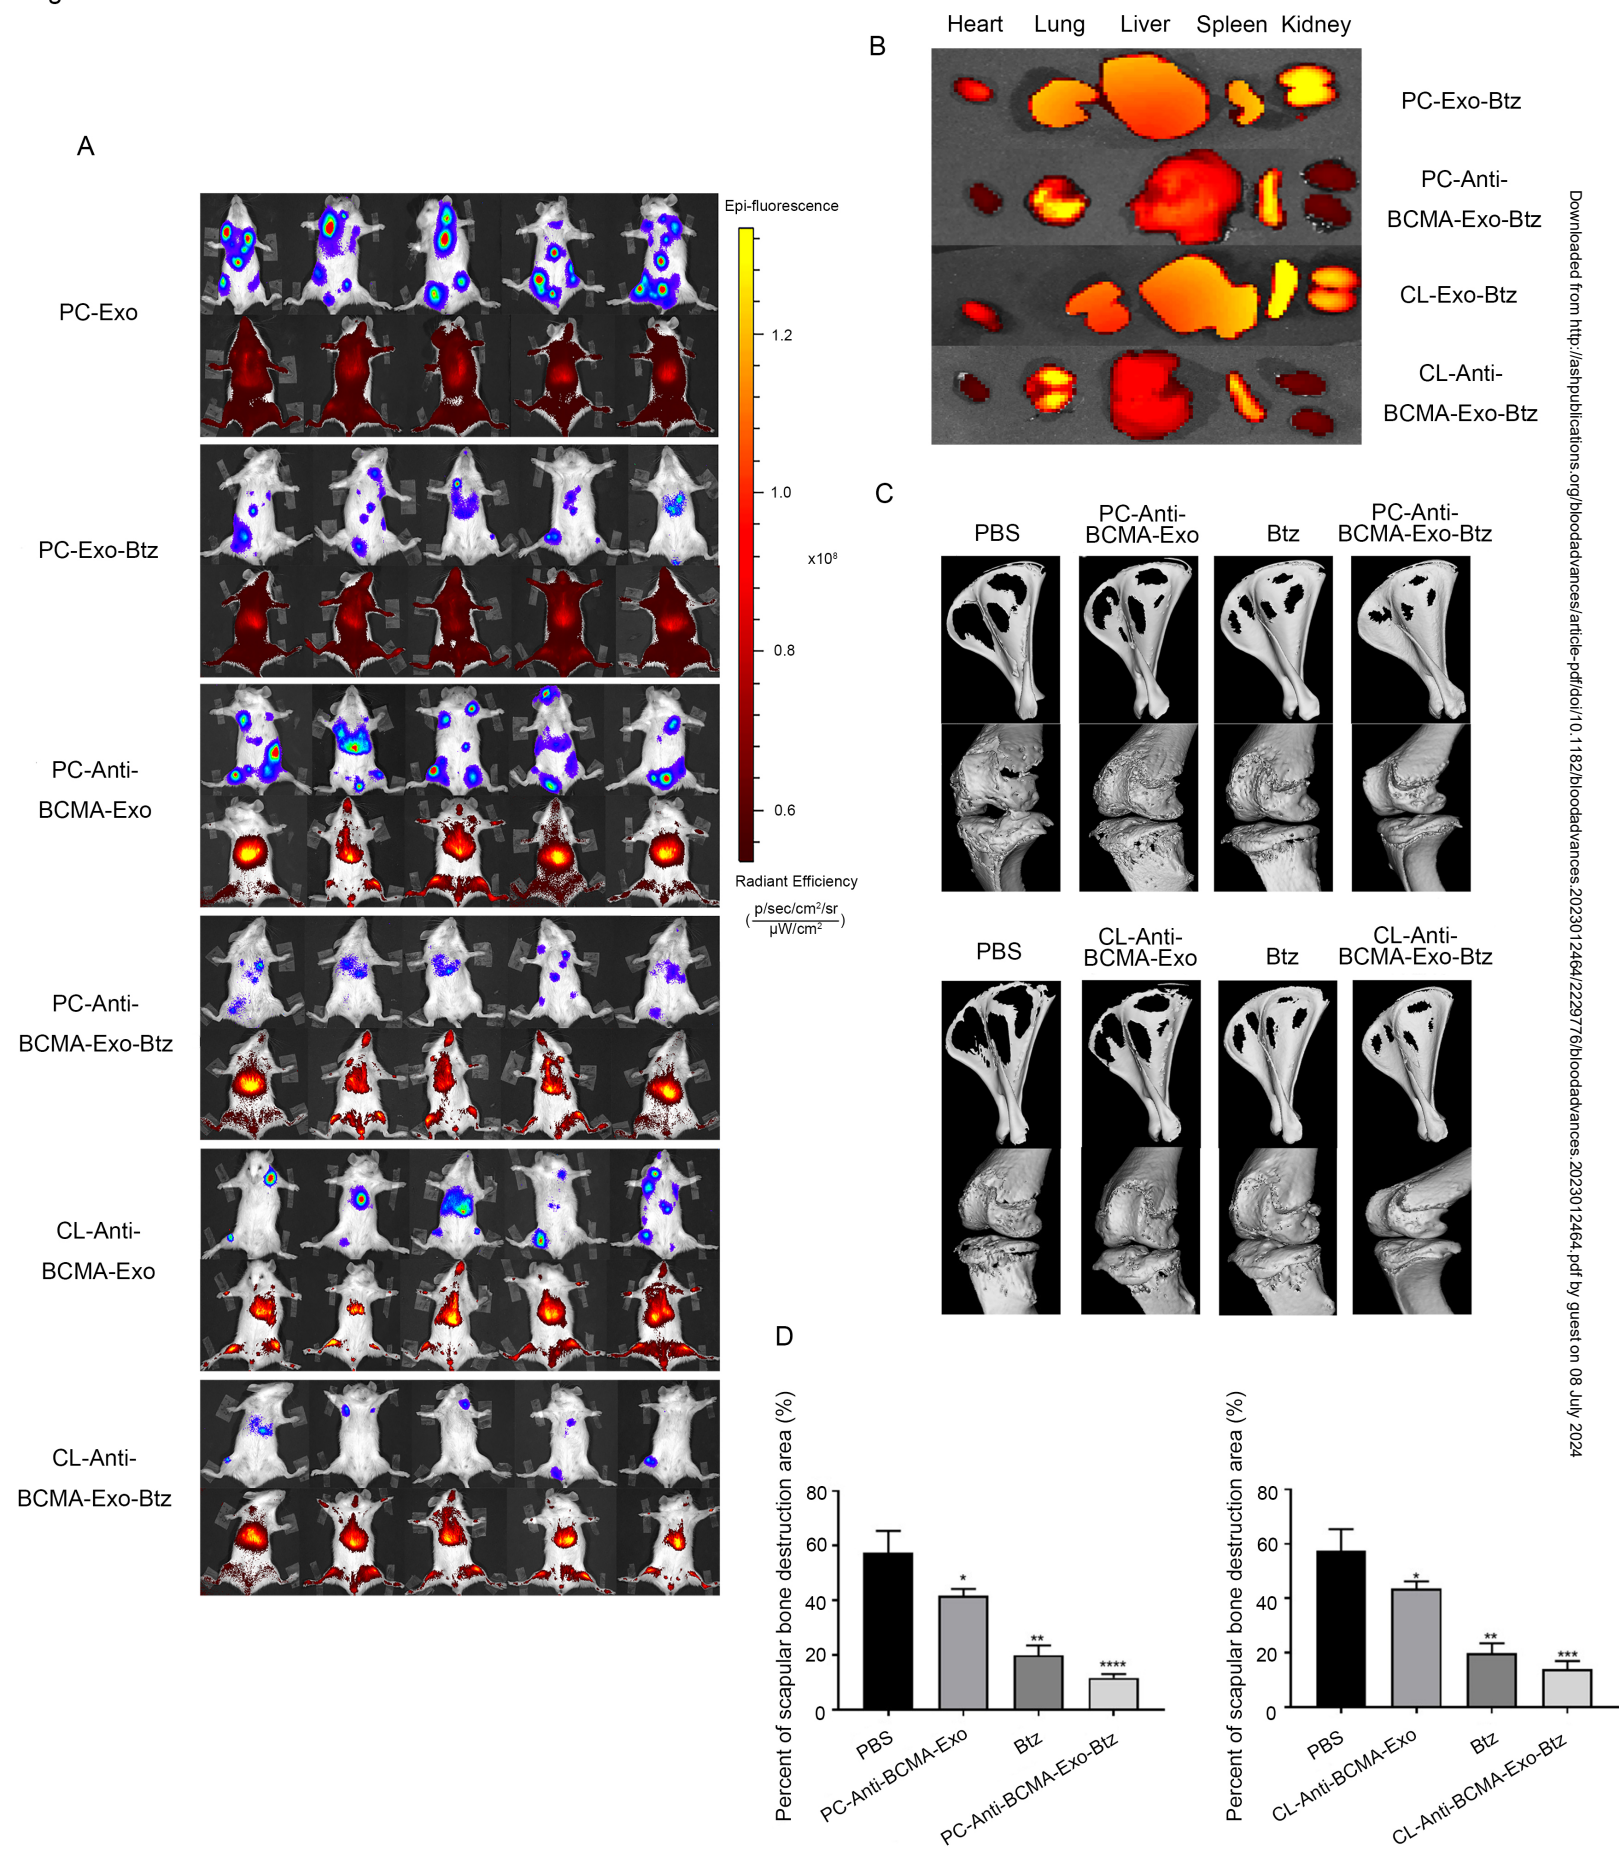 A
PC-Exo
PC-Exo-Btz
PC-Anti-
BCMA-Exo
PC-Anti-
BCMA-Exo-Btz
CL-Anti-
BCMA-Exo
CL-Anti-
BCMA-Exo-Btz
Epi-fluorescence
1.2
1.0
x10⁸
0.8
0.6
Radiant Efficiency
(p/sec/cm²/sr
µW/cm²)
B
Heart Lung Liver Spleen Kidney
PC-Exo-Btz
PC-Anti-
BCMA-Exo-Btz
CL-Exo-Btz
CL-Anti-
BCMA-Exo-Btz
C
PBS
PC-Anti-
BCMA-Exo
Btz
PC-Anti-
BCMA-Exo-Btz
PBS
CL-Anti-
BCMA-Exo
Btz
CL-Anti-
BCMA-Exo-Btz
D
Percent of scapular bone destruction area (%)
80
60
40
20
0
*
**
****
PBS
PC-Anti-BCMA-Exo
Btz
PC-Anti-BCMA-Exo-Btz
Percent of scapular bone destruction area (%)
80
60
40
20
0
*
**
***
PBS
CL-Anti-BCMA-Exo
Btz
CL-Anti-BCMA-Exo-Btz
Downloaded from http://ashpublications.org/bloodadvances/article-pdf/doi/10.1182/bloodadvances.2023012464/2229776/bloodadvances.2023012464.pdf by guest on 08 July 2024